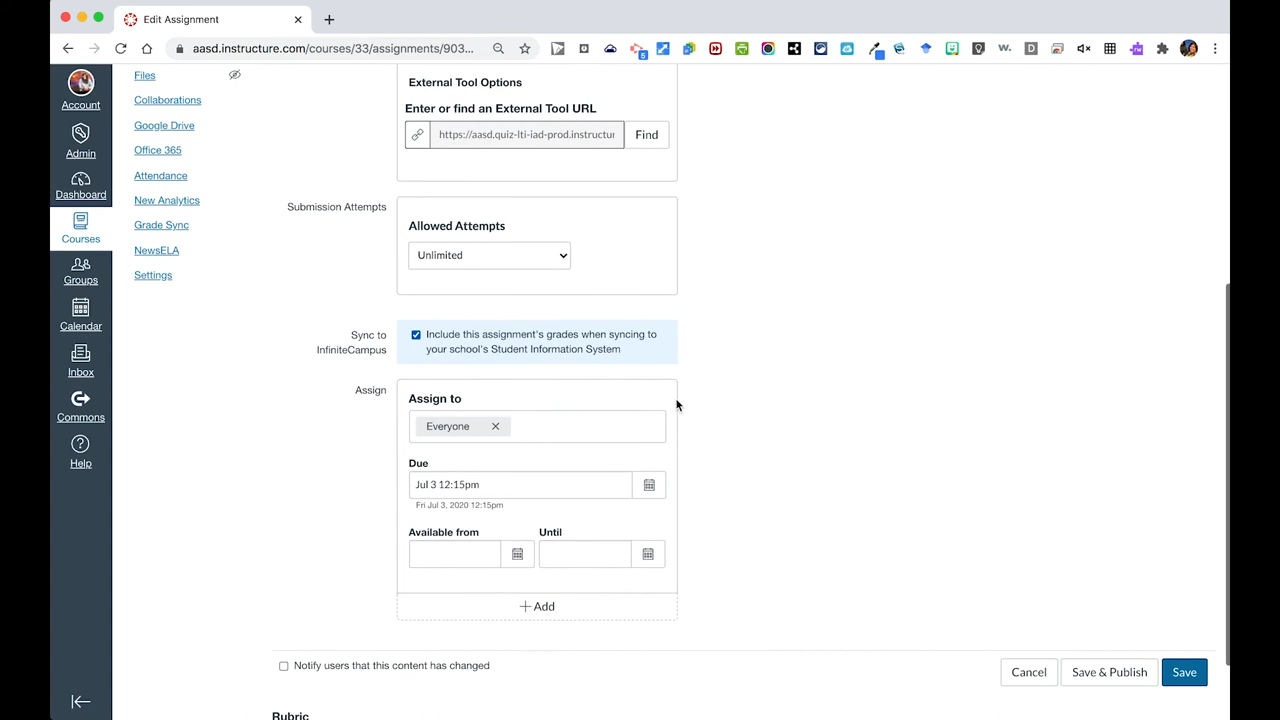 Edit Assignment
aasd.instructure.com/courses/33/assignments/903...
5
W.
D
Account
Admin
Dashboard
Courses
Groups
Calendar
Inbox
Commons
Help
Files
Collaborations
Google Drive
Office 365
Attendance
New Analytics
Grade Sync
NewsELA
Settings
External Tool Options
Enter or find an External Tool URL
https://aasd.quiz-lti-iad-prod.instructur
Find
Submission Attempts
Allowed Attempts
Unlimited
Sync to
InfiniteCampus
Include this assignment's grades when syncing to
your school's Student Information System
Assign
Assign to
Everyone
Due
Jul 3 12:15pm
Fri Jul 3, 2020 12:15pm
Available from Until
+ Add
Notify users that this content has changed
Cancel Save & Publish Save
Rubric